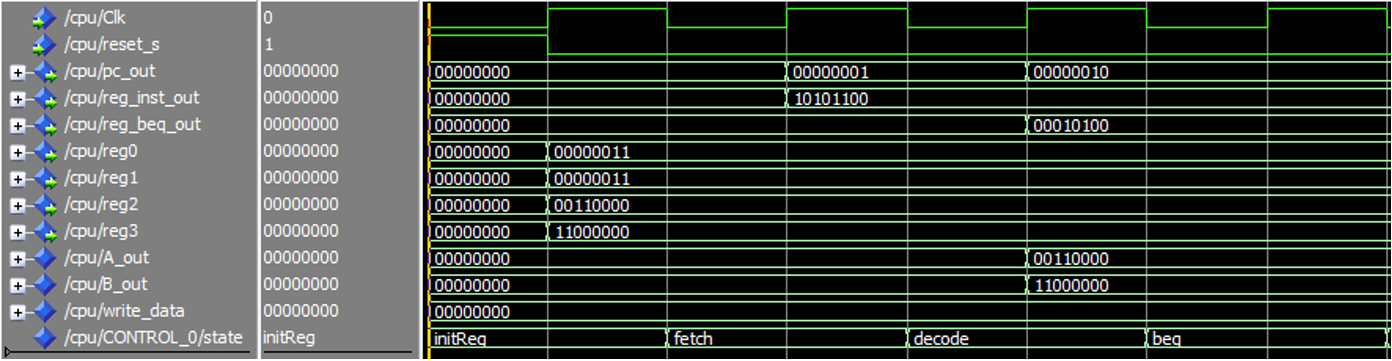 /cpu/Clk 0
/cpu/reset_s 1
/cpu/pc_out 00000000 00000000 00000001 00000010
/cpu/reg_inst_out 00000000 00000000 10101100
/cpu/reg_beq_out 00000000 00000000 00010100
/cpu/reg0 00000000 00000000 00000011
/cpu/reg1 00000000 00000000 00000011
/cpu/reg2 00000000 00000000 00110000
/cpu/reg3 00000000 00000000 11000000
/cpu/A_out 00000000 00000000 00110000
/cpu/B_out 00000000 00000000 11000000
/cpu/write_data 00000000 00000000
/cpu/CONTROL_0/state initReg initReg fetch decode beq